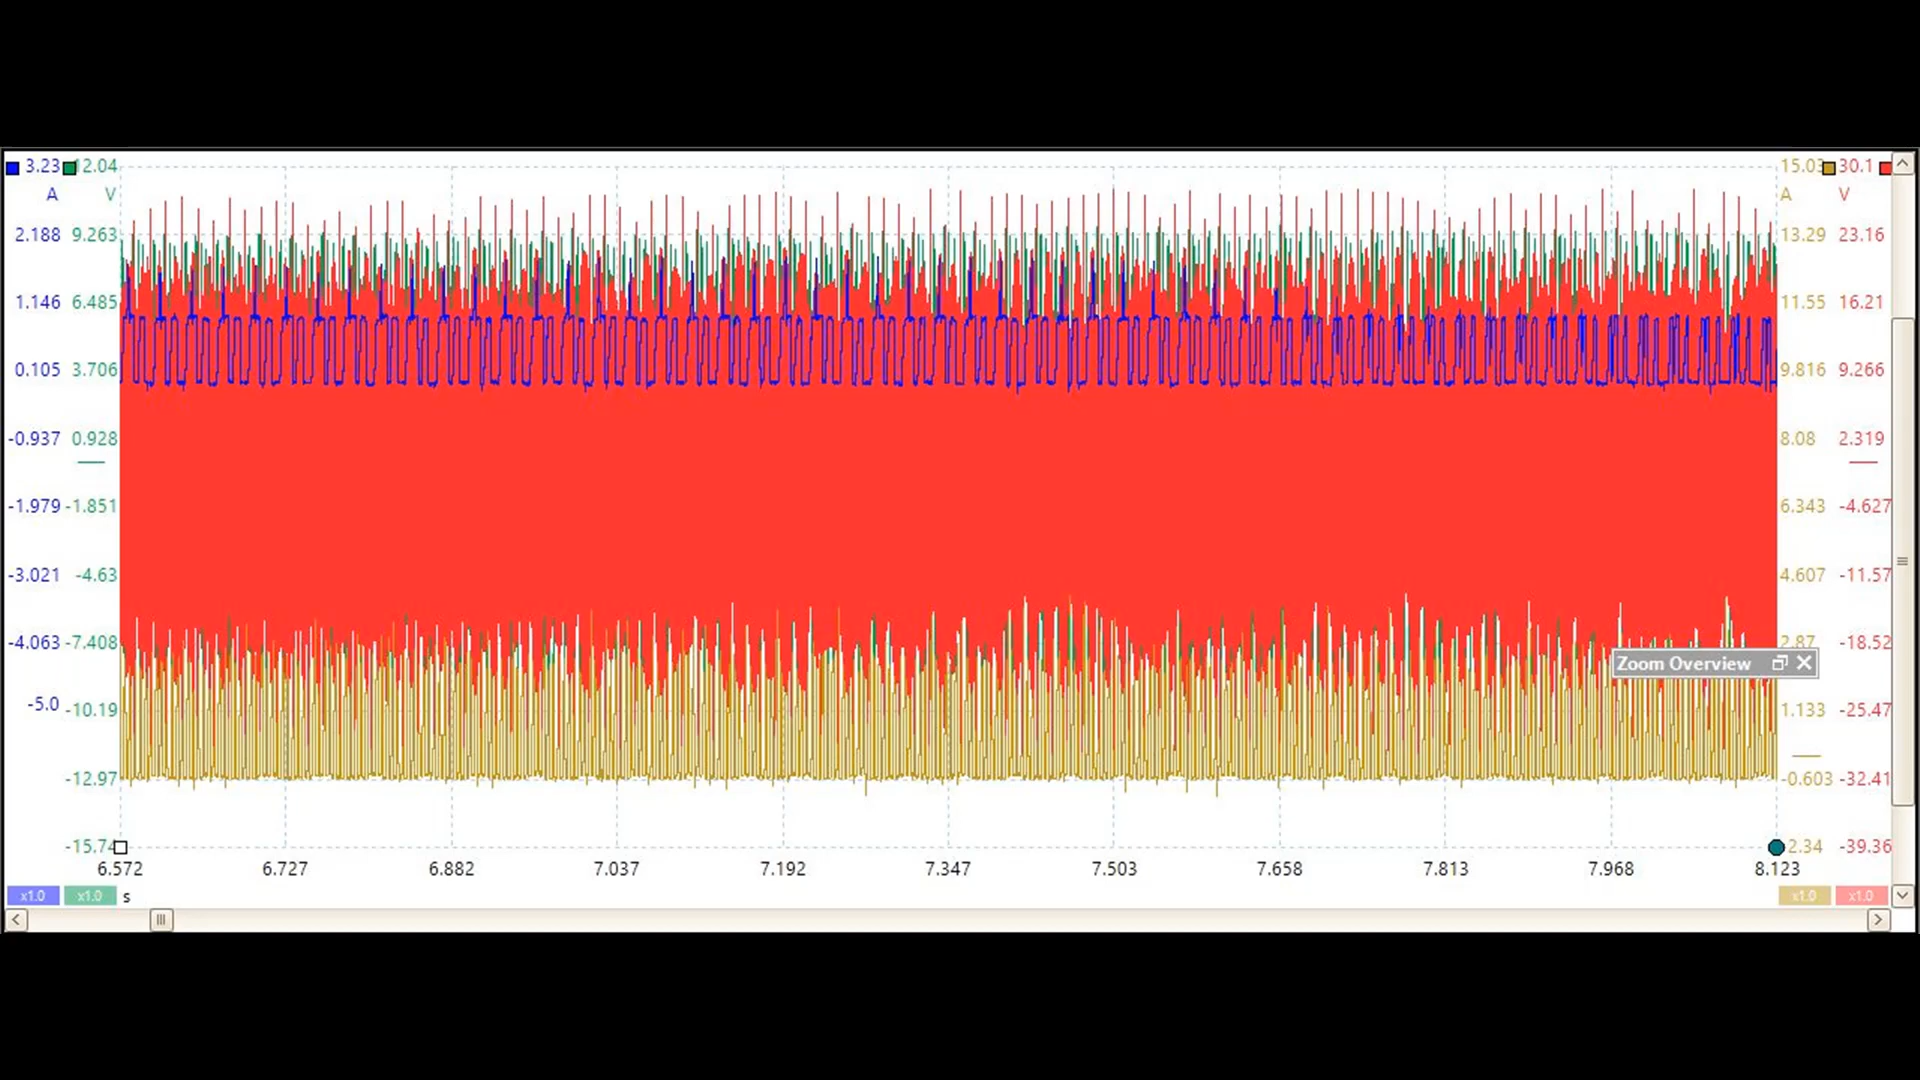 3.23 12.04 15.03 30.1
A V A V
2.188 9.263 13.29 23.16
1.146 6.485 11.55 16.21
0.105 3.706 9.816 9.266
-0.937 0.928 8.08 2.319
-1.979 -1.851 6.343 -4.627
-3.021 -4.63 4.607 -11.57
-4.063 -7.408 2.87 -18.52
Zoom Overview
-5.0 -10.19 1.133 -25.47
-12.97 -0.603 -32.41
-15.74 2.34 -39.36
6.572 6.727 6.882 7.037 7.192 7.347 7.503 7.658 7.813 7.968 8.123
x1.0 x1.0 s x1.0 x1.0